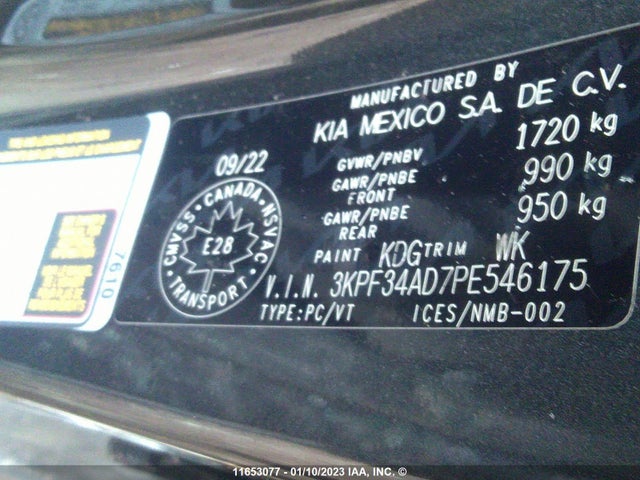 MANUFACTURED BY
KIA MEXICO S.A. DE C.V.
09/22
GVWR/PNBV 1720 kg
GAWR/PNBE FRONT 990 kg
GAWR/PNBE REAR 950 kg
PAINT KDG TRIM WK
V.I.N. 3KPF34AD7PE546175
TYPE:PC/VT ICES/NMB-002
CMVSS • CANADA • NSVAC • TRANSPORT •
E28
7610
11653077 - 01/10/2023 IAA, INC. ©